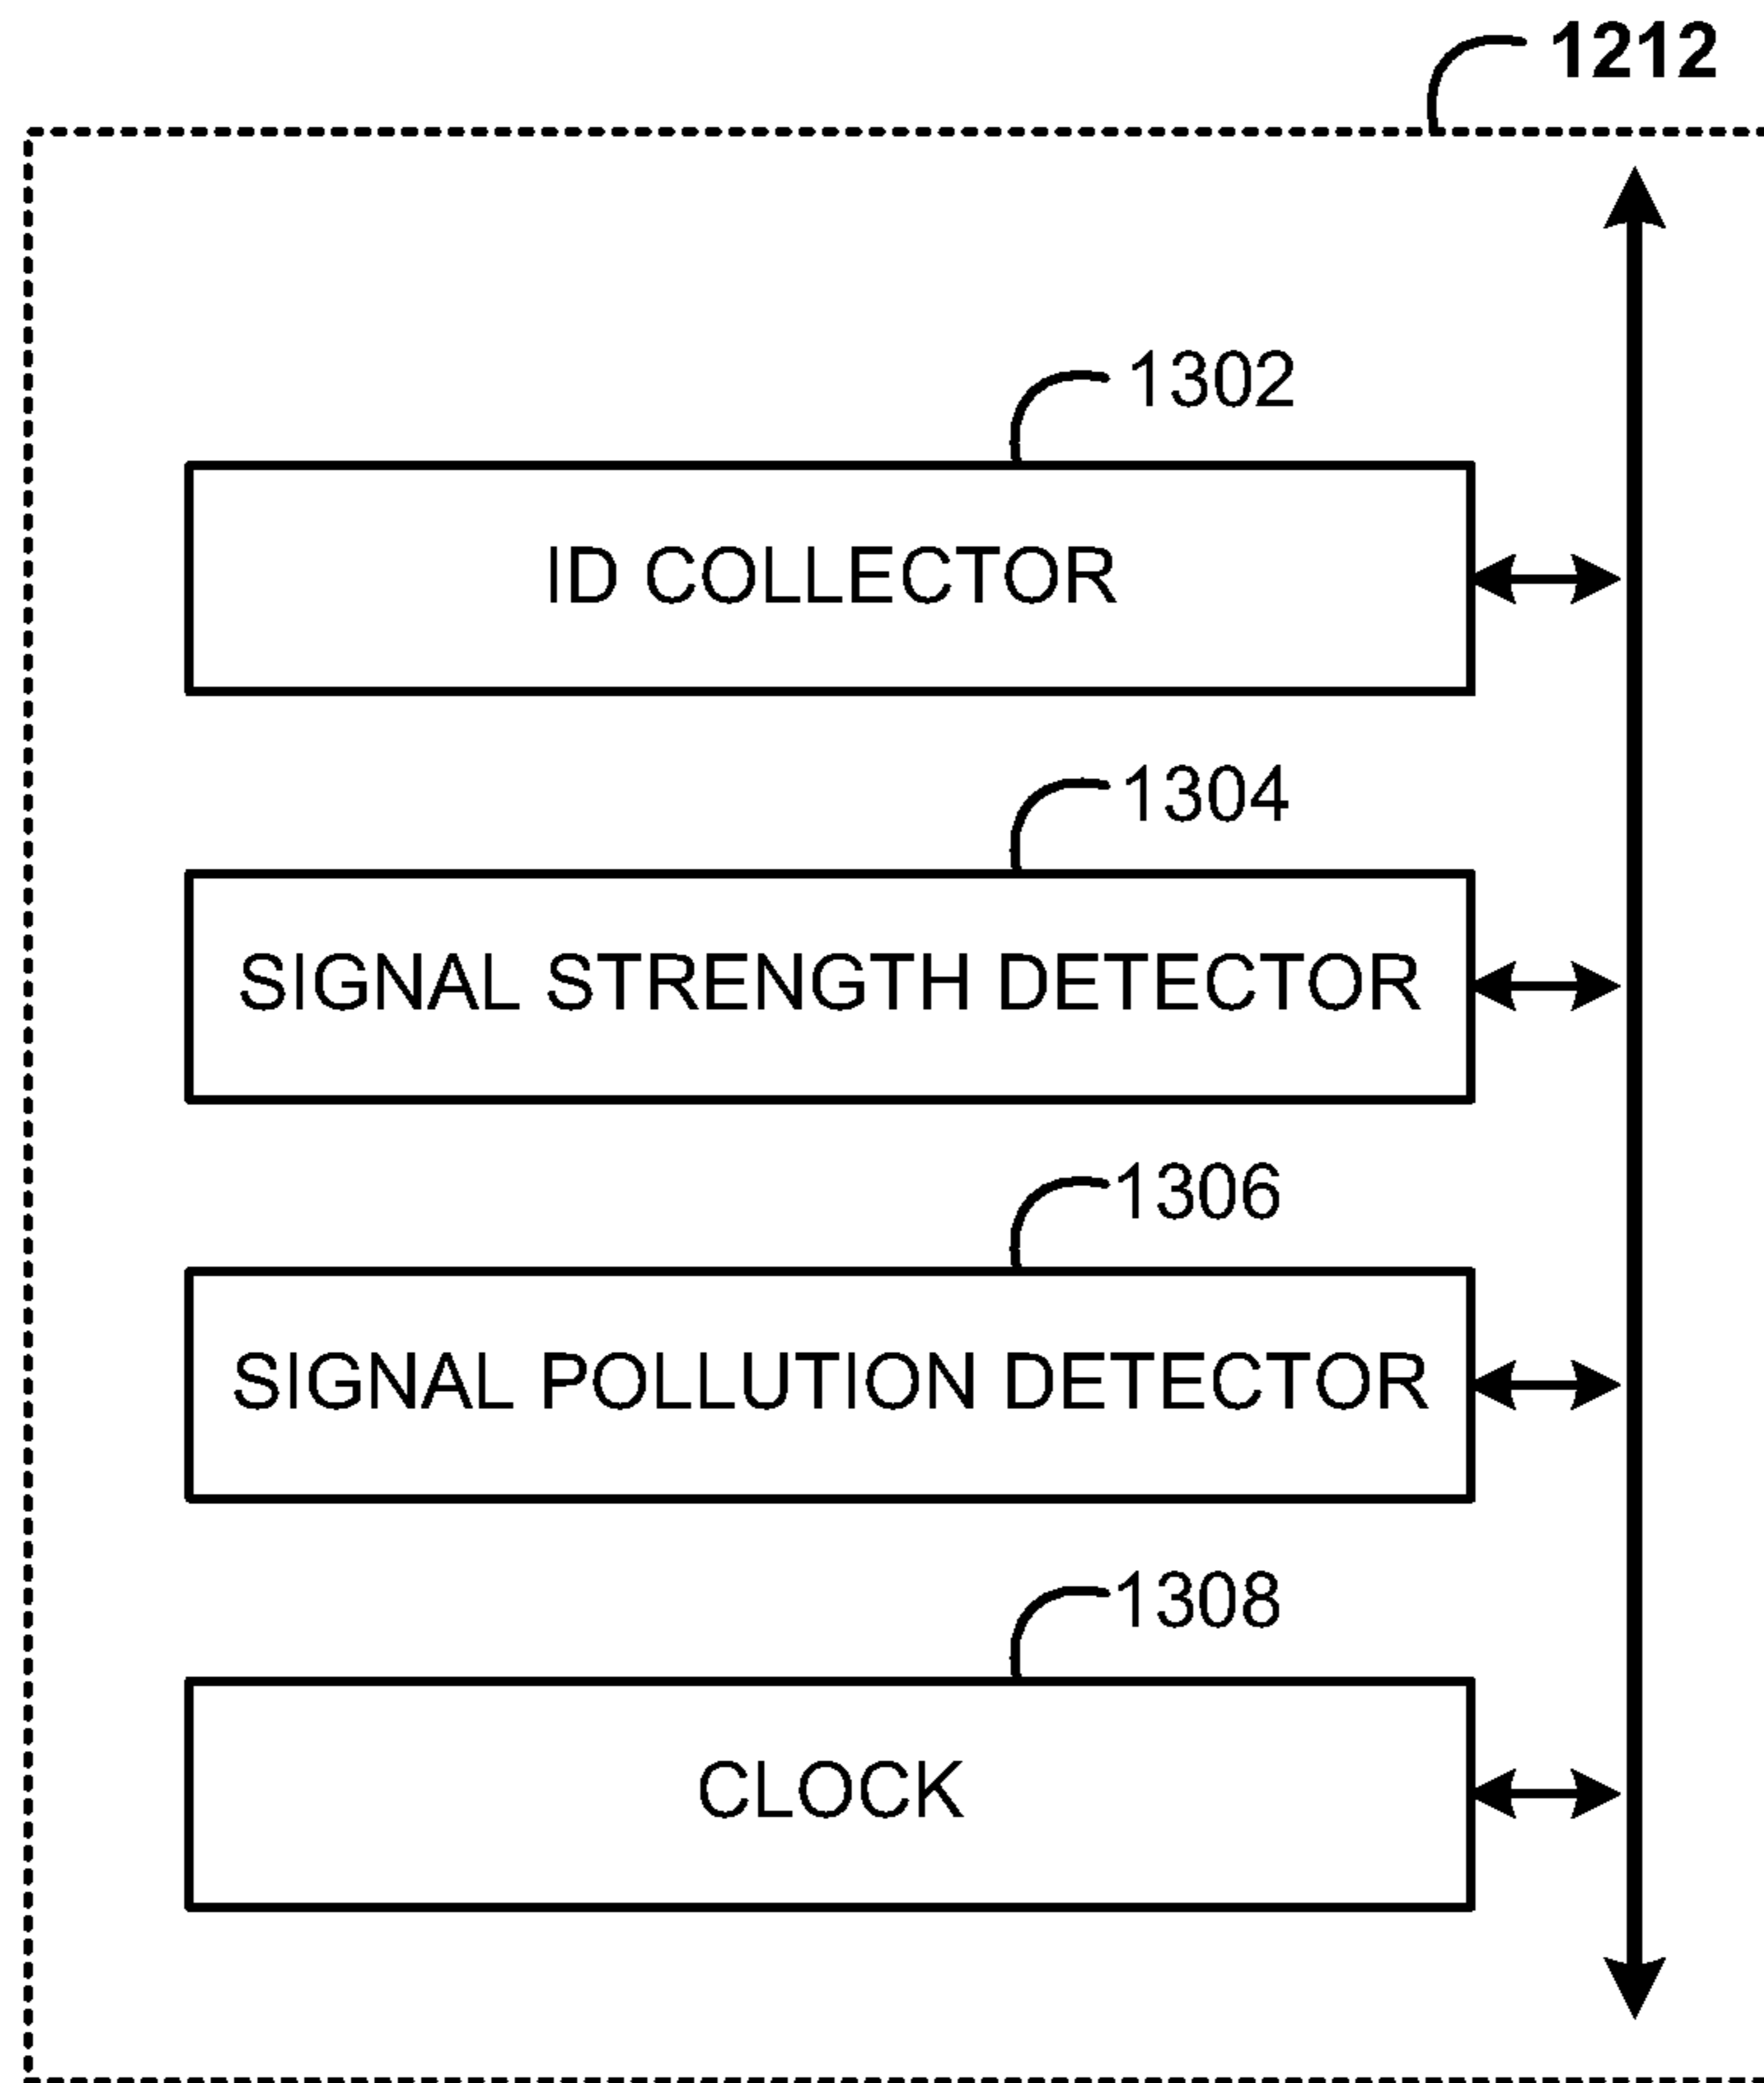 1212
1302
ID COLLECTOR
1304
SIGNAL STRENGTH DETECTOR
1306
SIGNAL POLLUTION DETECTOR
1308
CLOCK